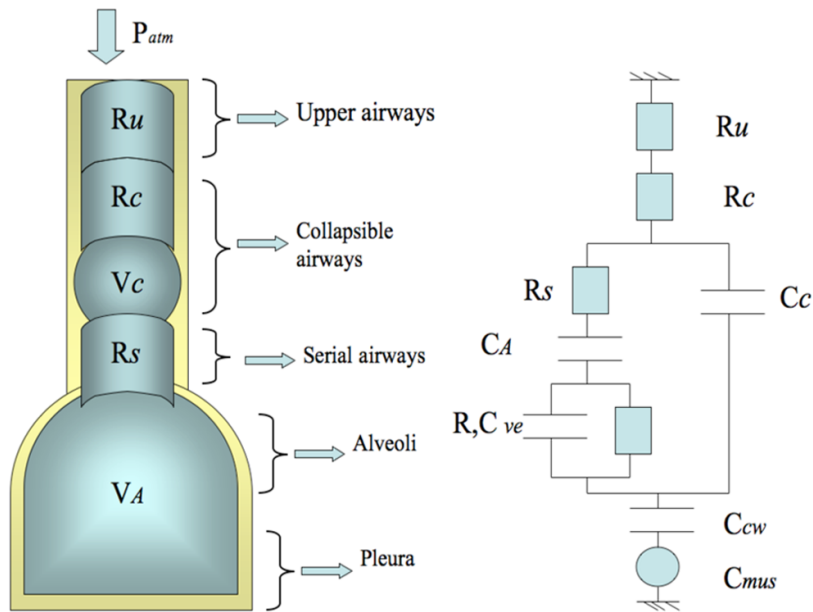 Patm
Ru
Upper airways
Rc
Collapsible
airways
Vc
Rs
Serial airways
Alveoli
VA
Pleura
Ru
Rc
Rs
Cc
CA
R,C ve
Ccw
Cmus